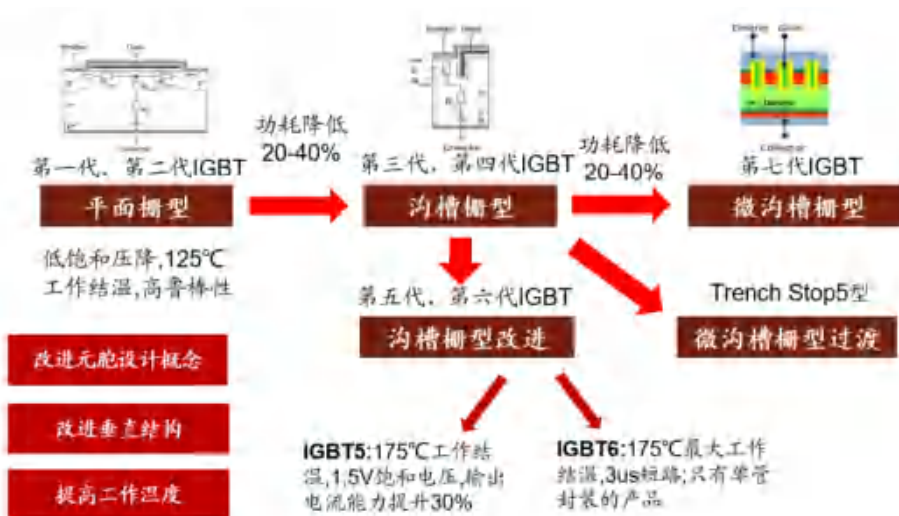 Collector
第一代、第二代IGBT
平面栅型
低饱和压降,125℃
工作结温,高鲁棒性
功耗降低
20-40%
第三代、第四代IGBT
沟槽栅型
功耗降低
20-40%
Collector
第七代IGBT
微沟槽栅型
第五代、第六代IGBT
沟槽栅型改进
Trench Stop5型
微沟槽栅型过渡
改进元胞设计概念
改进垂直结构
提高工作温度
IGBT5:175℃工作结
温,1.5V饱和电压,输出
电流能力提升30%
IGBT6:175℃最大工作
结温,3us短路;只有单管
封装的产品